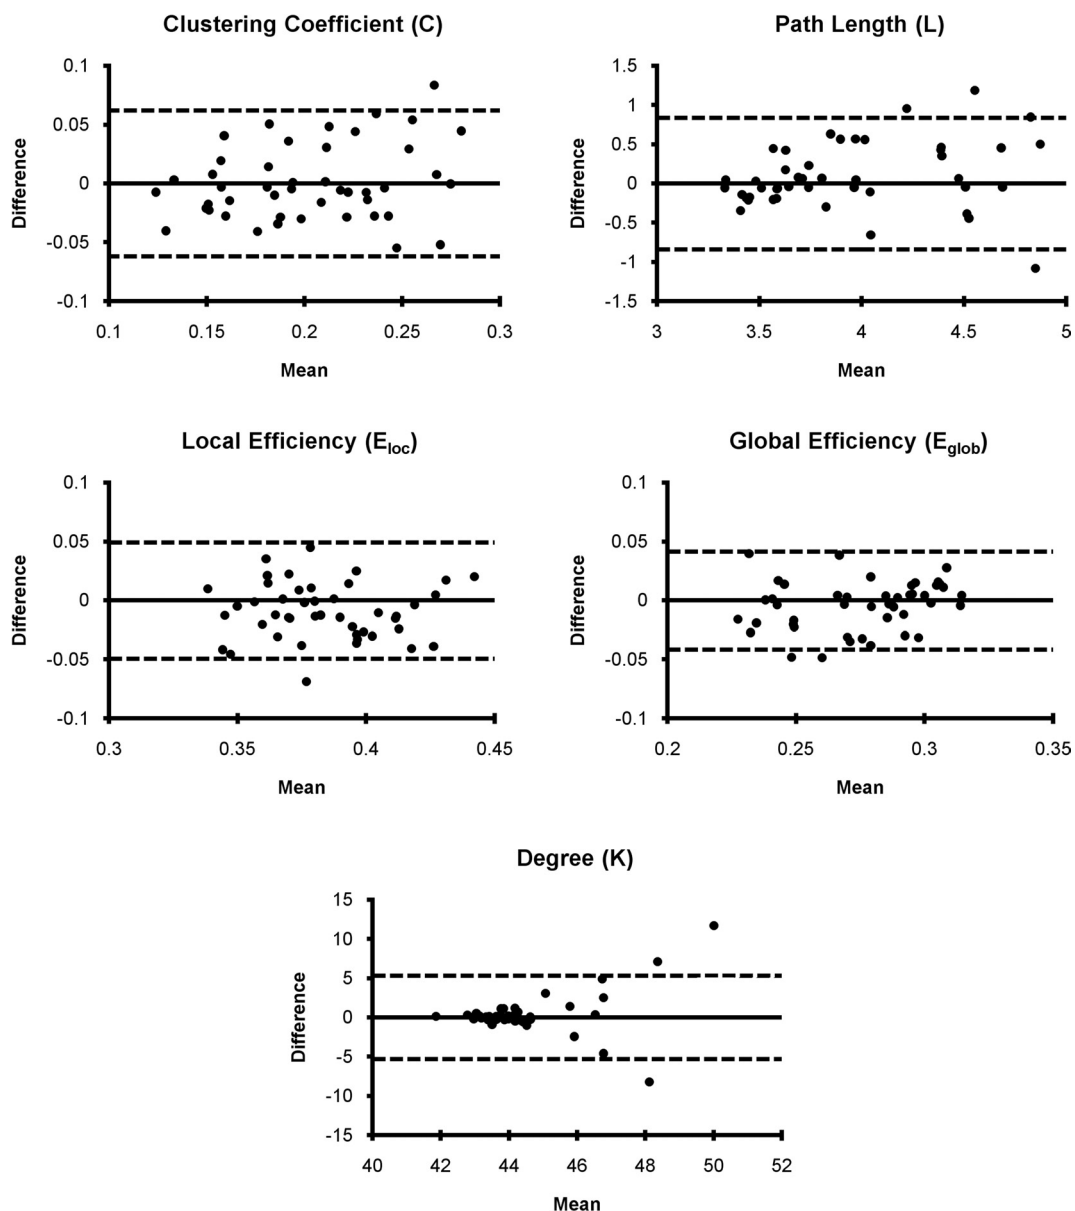 Clustering Coefficient (C)
0.1
0.05
0
-0.05
-0.1
Difference
0.1 0.15 0.2 0.25 0.3
Mean
Path Length (L)
1.5
1
0.5
0
-0.5
-1
-1.5
Difference
3 3.5 4 4.5 5
Mean
Local Efficiency (Eloc)
0.1
0.05
0
-0.05
-0.1
Difference
0.3 0.35 0.4 0.45
Mean
Global Efficiency (Eglob)
0.1
0.05
0
-0.05
-0.1
Difference
0.2 0.25 0.3 0.35
Mean
Degree (K)
15
10
5
0
-5
-10
-15
Difference
40 42 44 46 48 50 52
Mean